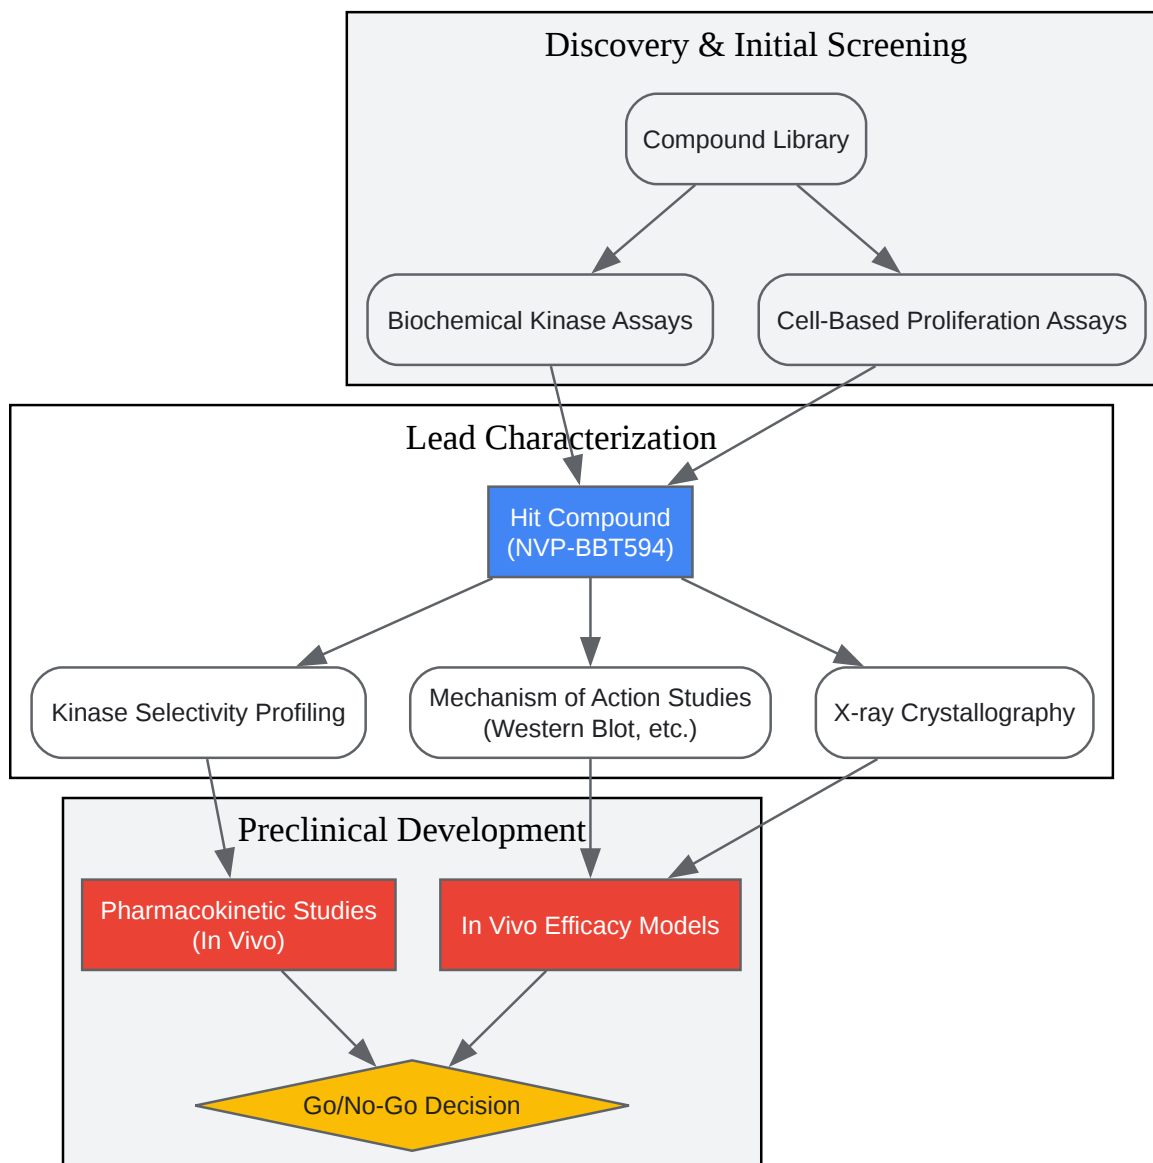 Discovery & Initial Screening
Compound Library
Biochemical Kinase Assays
Cell-Based Proliferation Assays
Lead Characterization
Hit Compound
(NVP-BBT594)
Kinase Selectivity Profiling
Mechanism of Action Studies
(Western Blot, etc.)
X-ray Crystallography
Preclinical Development
Pharmacokinetic Studies
(In Vivo)
In Vivo Efficacy Models
Go/No-Go Decision